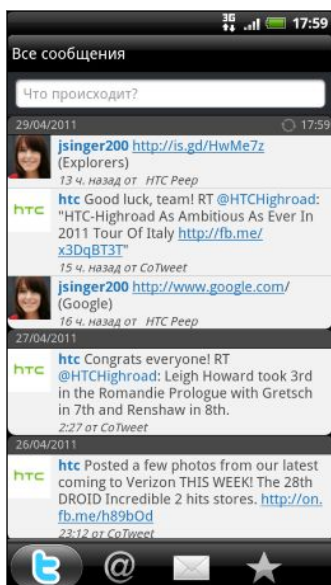 3G 17:59
Все сообщения
Что происходит?
29/04/2011 17:59
jsinger200 http://is.gd/HwMe7z
(Explorers)
13 ч. назад от HTC Peep
htc
htc Good luck, team! RT @HTCHighroad:
"HTC-Highroad As Ambitious As Ever In
2011 Tour Of Italy http://fb.me/
x3DqBT3T"
15 ч. назад от CoTweet
jsinger200 http://www.google.com/
(Google)
16 ч. назад от HTC Peep
27/04/2011
htc
htc Congrats everyone! RT
@HTCHighroad: Leigh Howard took 3rd
in the Romandie Prologue with Gretsch
in 7th and Renshaw in 8th.
2:27 от CoTweet
26/04/2011
htc
htc Posted a few photos from our latest
coming to Verizon THIS WEEK! The 28th
DROID Incredible 2 hits stores. http://on.
fb.me/h89bOd
23:12 от CoTweet
@